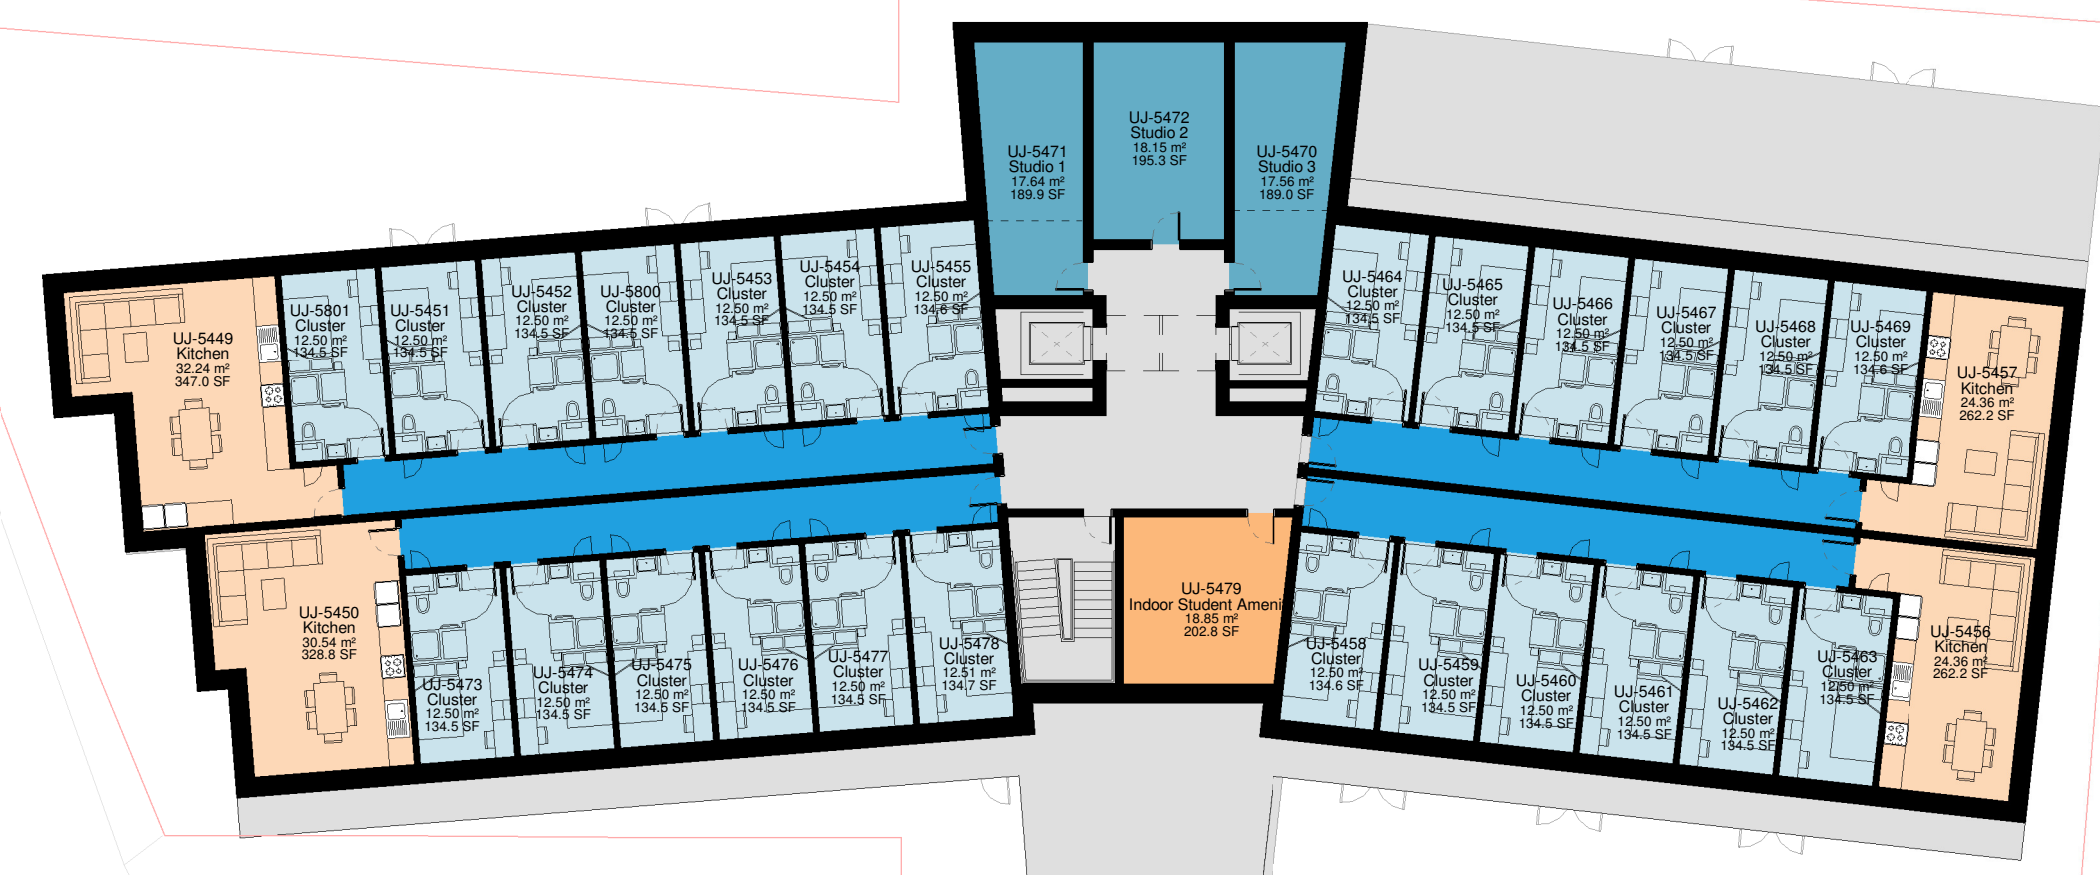 UJ-5472
Studio 2
18.15 m²
195.3 SF
UJ-5471
Studio 1
17.64 m²
189.9 SF
UJ-5470
Studio 3
17.56 m²
189.0 SF
UJ-5449
Kitchen
32.24 m²
347.0 SF
UJ-5801
Cluster
12.50 m²
134.5 SF
UJ-5451
Cluster
12.50 m²
134.5 SF
UJ-5452
Cluster
12.50 m²
134.5 SF
UJ-5800
Cluster
12.50 m²
134.5 SF
UJ-5453
Cluster
12.50 m²
134.5 SF
UJ-5454
Cluster
12.50 m²
134.5 SF
UJ-5455
Cluster
12.50 m²
134.6 SF
UJ-5464
Cluster
12.50 m²
134.5 SF
UJ-5465
Cluster
12.50 m²
134.5 SF
UJ-5466
Cluster
12.50 m²
134.5 SF
UJ-5467
Cluster
12.50 m²
134.5 SF
UJ-5468
Cluster
12.50 m²
134.5 SF
UJ-5469
Cluster
12.50 m²
134.6 SF
UJ-5457
Kitchen
24.36 m²
262.2 SF
UJ-5450
Kitchen
30.54 m²
328.8 SF
UJ-5473
Cluster
12.50 m²
134.5 SF
UJ-5474
Cluster
12.50 m²
134.5 SF
UJ-5475
Cluster
12.50 m²
134.5 SF
UJ-5476
Cluster
12.50 m²
134.5 SF
UJ-5477
Cluster
12.50 m²
134.5 SF
UJ-5478
Cluster
12.51 m²
134.7 SF
UJ-5479
Indoor Student Ameni
18.85 m²
202.8 SF
UJ-5458
Cluster
12.50 m²
134.6 SF
UJ-5459
Cluster
12.50 m²
134.5 SF
UJ-5460
Cluster
12.50 m²
134.5 SF
UJ-5461
Cluster
12.50 m²
134.5 SF
UJ-5462
Cluster
12.50 m²
134.5 SF
UJ-5463
Cluster
12.50 m²
134.5 SF
UJ-5456
Kitchen
24.36 m²
262.2 SF